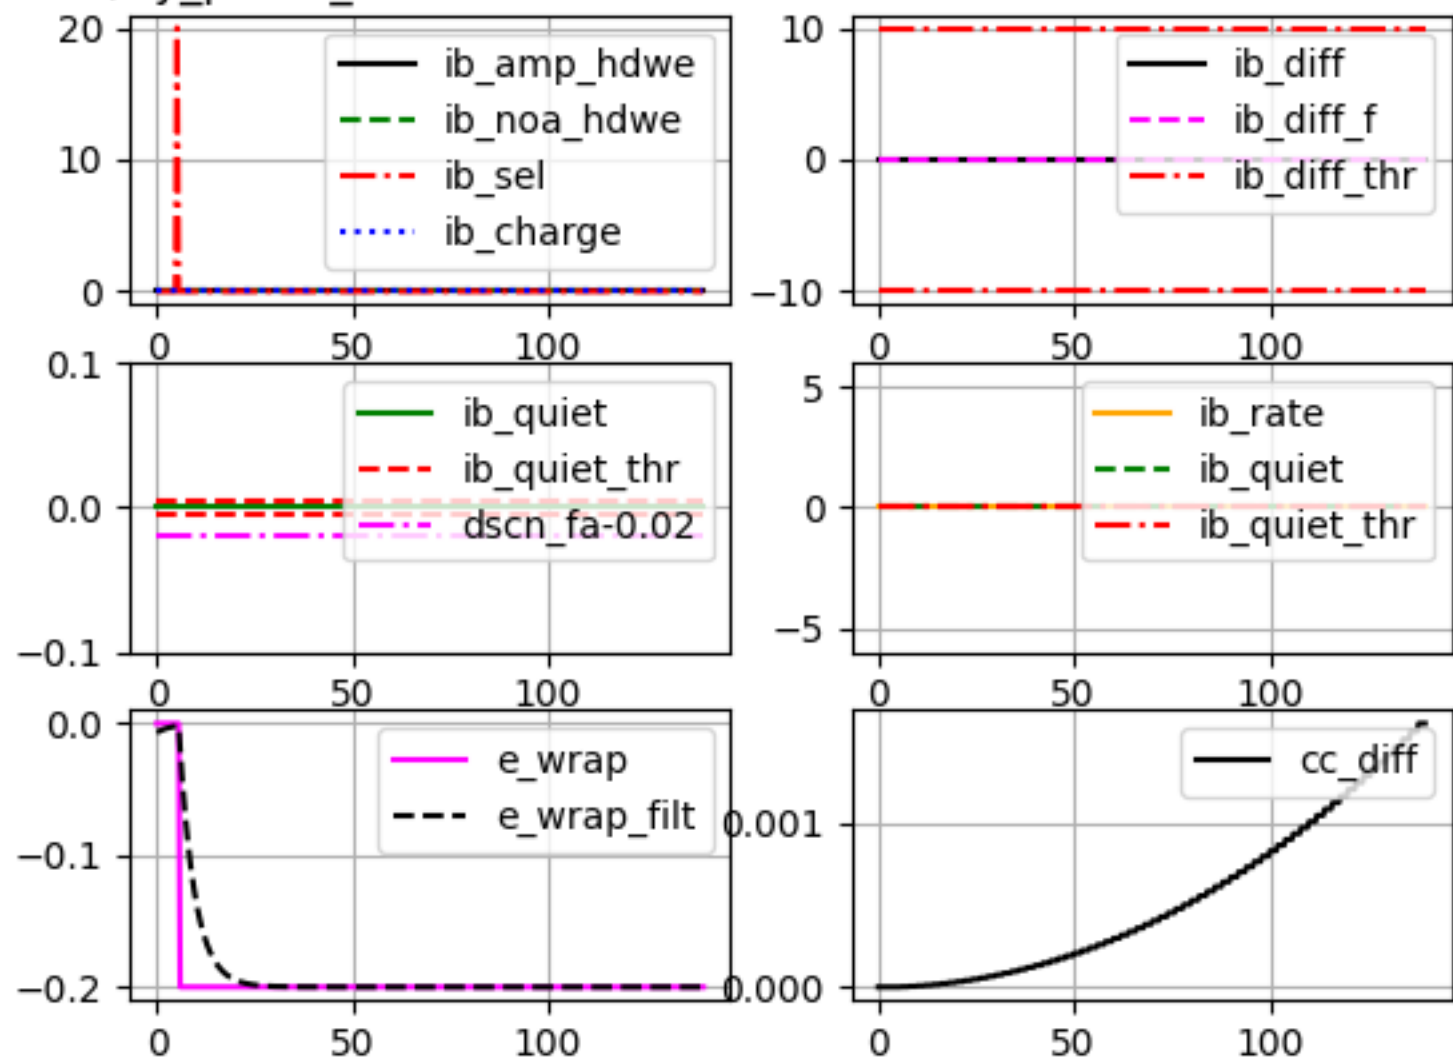 20
10
0
ib_amp_hdwe
ib_noa_hdwe
ib_sel
ib_charge
0 50 100
10
0
−10
ib_diff
ib_diff_f
ib_diff_thr
0 50 100
0.1
0.0
−0.1
ib_quiet
ib_quiet_thr
dscn_fa-0.02
0 50 100
5
0
−5
ib_rate
ib_quiet
ib_quiet_thr
0 50 100
0.0
−0.1
−0.2
e_wrap
e_wrap_filt
0 50 100
0.001
0.000
cc_diff
0 50 100